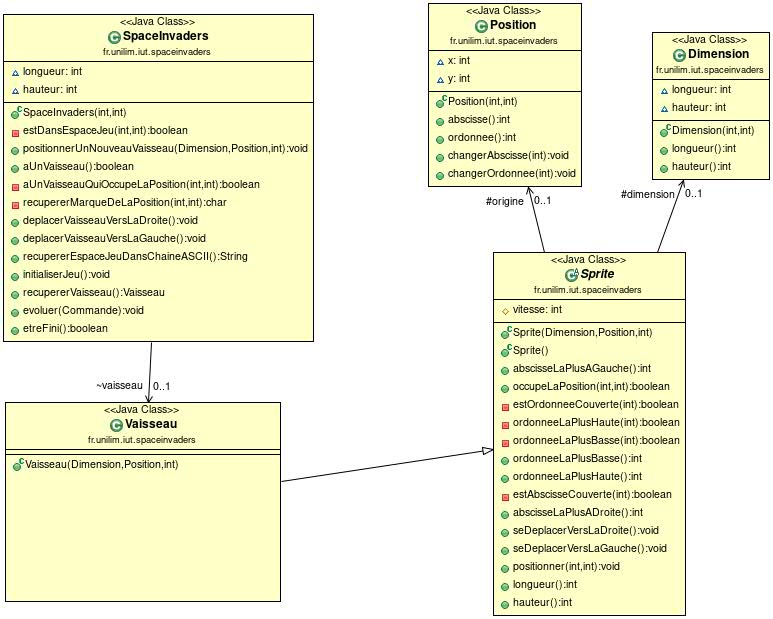 <<Java Class>>
SpaceInvaders
fr.unilim.iut.spaceinvaders
longueur: int
hauteur: int
SpaceInvaders(int,int)
estDansEspaceJeu(int,int):boolean
positionnerUnNouveauVaisseau(Dimension,Position,int):void
aUnVaisseau():boolean
aUnVaisseauQuiOccupeLaPosition(int,int):boolean
recupererMarqueDeLaPosition(int,int):char
deplacerVaisseauVersLaDroite():void
deplacerVaisseauVersLaGauche():void
recupererEspaceJeuDansChaineASCII():String
initialiserJeu():void
recupererVaisseau():Vaisseau
evoluer(Commande):void
etreFini():boolean
<<Java Class>>
Position
fr.unilim.iut.spaceinvaders
x: int
y: int
Position(int,int)
abscisse():int
ordonnee():int
changerAbscisse(int):void
changerOrdonnee(int):void
<<Java Class>>
Dimension
fr.unilim.iut.spaceinvaders
longueur: int
hauteur: int
Dimension(int,int)
longueur():int
hauteur():int
#origine 0..1
#dimension 0..1
~vaisseau 0..1
<<Java Class>>
Vaisseau
fr.unilim.iut.spaceinvaders
Vaisseau(Dimension,Position,int)
<<Java Class>>
Sprite
fr.unilim.iut.spaceinvaders
vitesse: int
Sprite(Dimension,Position,int)
Sprite()
abscisseLaPlusAGauche():int
occupeLaPosition(int,int):boolean
estOrdonneeCouverte(int):boolean
ordonneeLaPlusHaute(int):boolean
ordonneeLaPlusBasse(int):boolean
ordonneeLaPlusBasse():int
ordonneeLaPlusHaute():int
estAbscisseCouverte(int):boolean
abscisseLaPlusADroite():int
seDeplacerVersLaDroite():void
seDeplacerVersLaGauche():void
positionner(int,int):void
longueur():int
hauteur():int